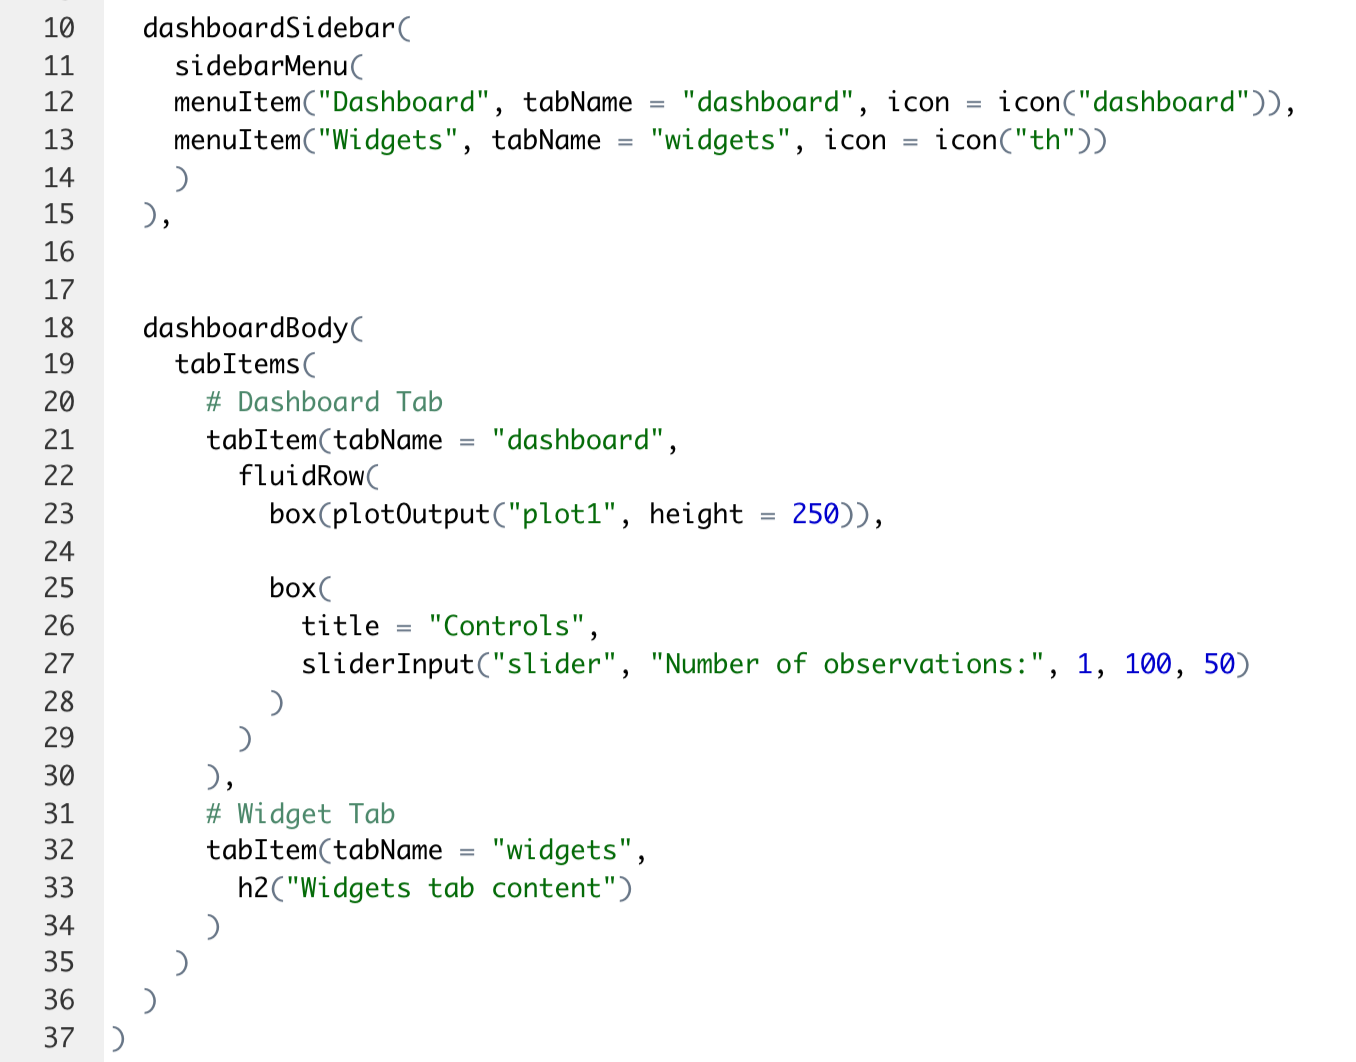 10 dashboardSidebar(
11 sidebarMenu(
12 menuItem("Dashboard", tabName = "dashboard", icon = icon("dashboard")),
13 menuItem("Widgets", tabName = "widgets", icon = icon("th"))
14 )
15 ),
16
17
18 dashboardBody(
19 tabItems(
20 # Dashboard Tab
21 tabItem(tabName = "dashboard",
22 fluidRow(
23 box(plotOutput("plot1", height = 250)),
24
25 box(
26 title = "Controls",
27 sliderInput("slider", "Number of observations:", 1, 100, 50)
28 )
29 )
30 ),
31 # Widget Tab
32 tabItem(tabName = "widgets",
33 h2("Widgets tab content")
34 )
35 )
36 )
37 )